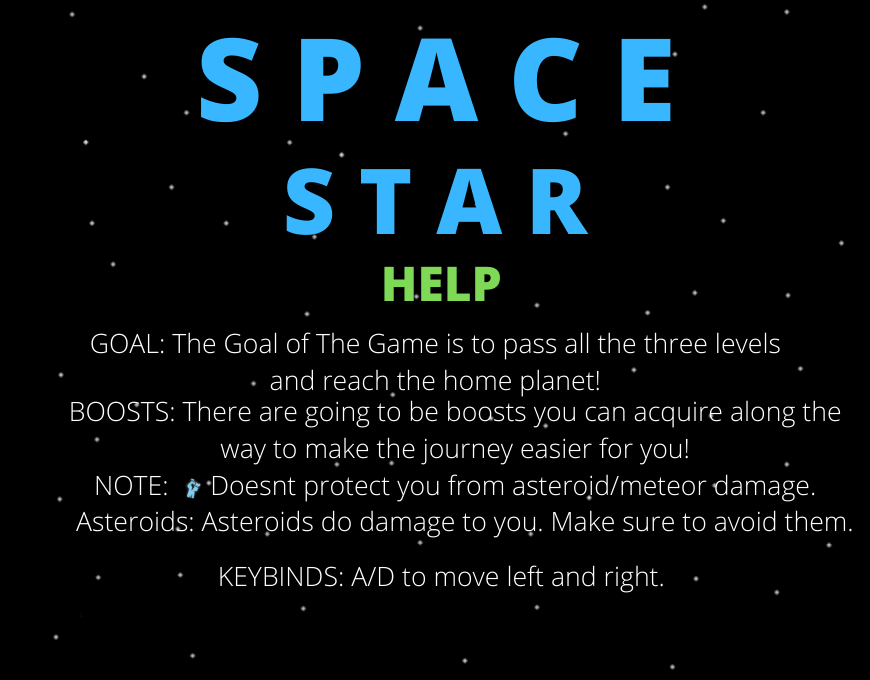 SPACE
STAR
HELP
GOAL: The Goal of The Game is to pass all the three levels
and reach the home planet!
BOOSTS: There are going to be boosts you can acquire along the
way to make the journey easier for you!
NOTE: Doesnt protect you from asteroid/meteor damage.
Asteroids: Asteroids do damage to you. Make sure to avoid them.
KEYBINDS: A/D to move left and right.